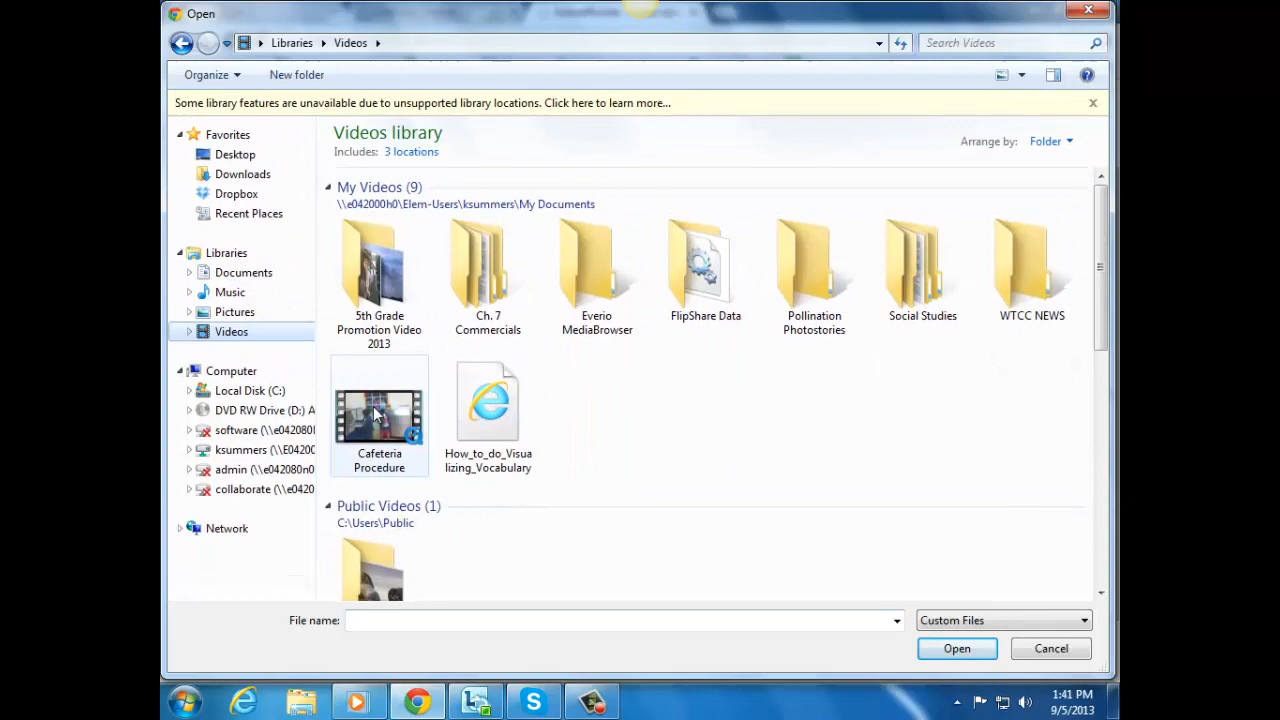 Open
Libraries Videos
Search Videos
Organize New folder
Some library features are unavailable due to unsupported library locations. Click here to learn more...
Favorites
Desktop
Downloads
Dropbox
Recent Places
Libraries
Documents
Music
Pictures
Videos
Computer
Local Disk (C:)
DVD RW Drive (D:) A
software (\\e042080
ksummers (\\E04200
admin (\\e042080n0
collaborate (\\e0420
Network
Videos library
Includes: 3 locations
Arrange by: Folder
My Videos (9)
\\e042000h0\Elem-Users\ksummers\My Documents
5th Grade
Promotion Video
2013
Ch. 7
Commercials
Everio
MediaBrowser
FlipShare Data
Pollination
Photostories
Social Studies
WTCC NEWS
Cafeteria
Procedure
How_to_do_Visua
lizing_Vocabulary
Public Videos (1)
C:\Users\Public
File name:
Custom Files
Open Cancel
1:41 PM
9/5/2013